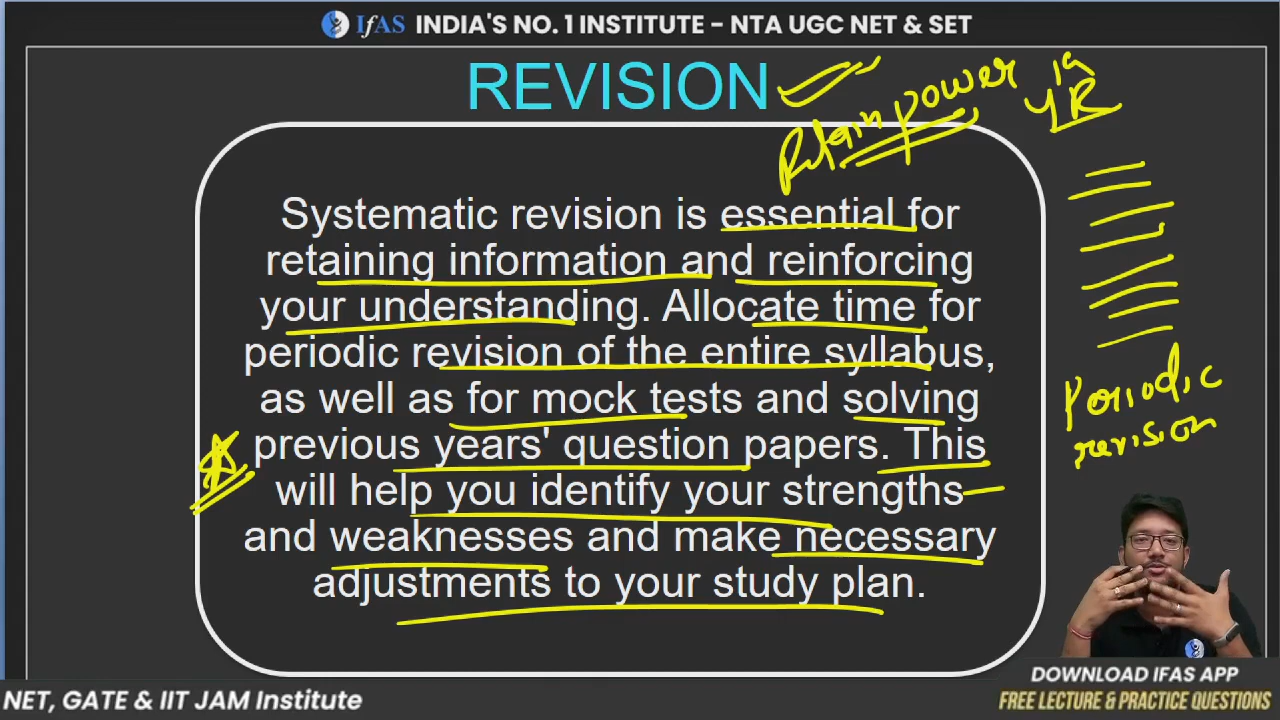 IfAS INDIA'S NO. 1 INSTITUTE - NTA UGC NET & SET
REVISION
Retain power
Systematic revision is essential for
retaining information and reinforcing
your understanding. Allocate time for
periodic revision of the entire syllabus,
as well as for mock tests and solving
previous years' question papers. This
will help you identify your strengths
and weaknesses and make necessary
adjustments to your study plan.
Periodic
revision
DOWNLOAD IFAS APP
NET, GATE & IIT JAM Institute
FREE LECTURE & PRACTICE QUESTIONS